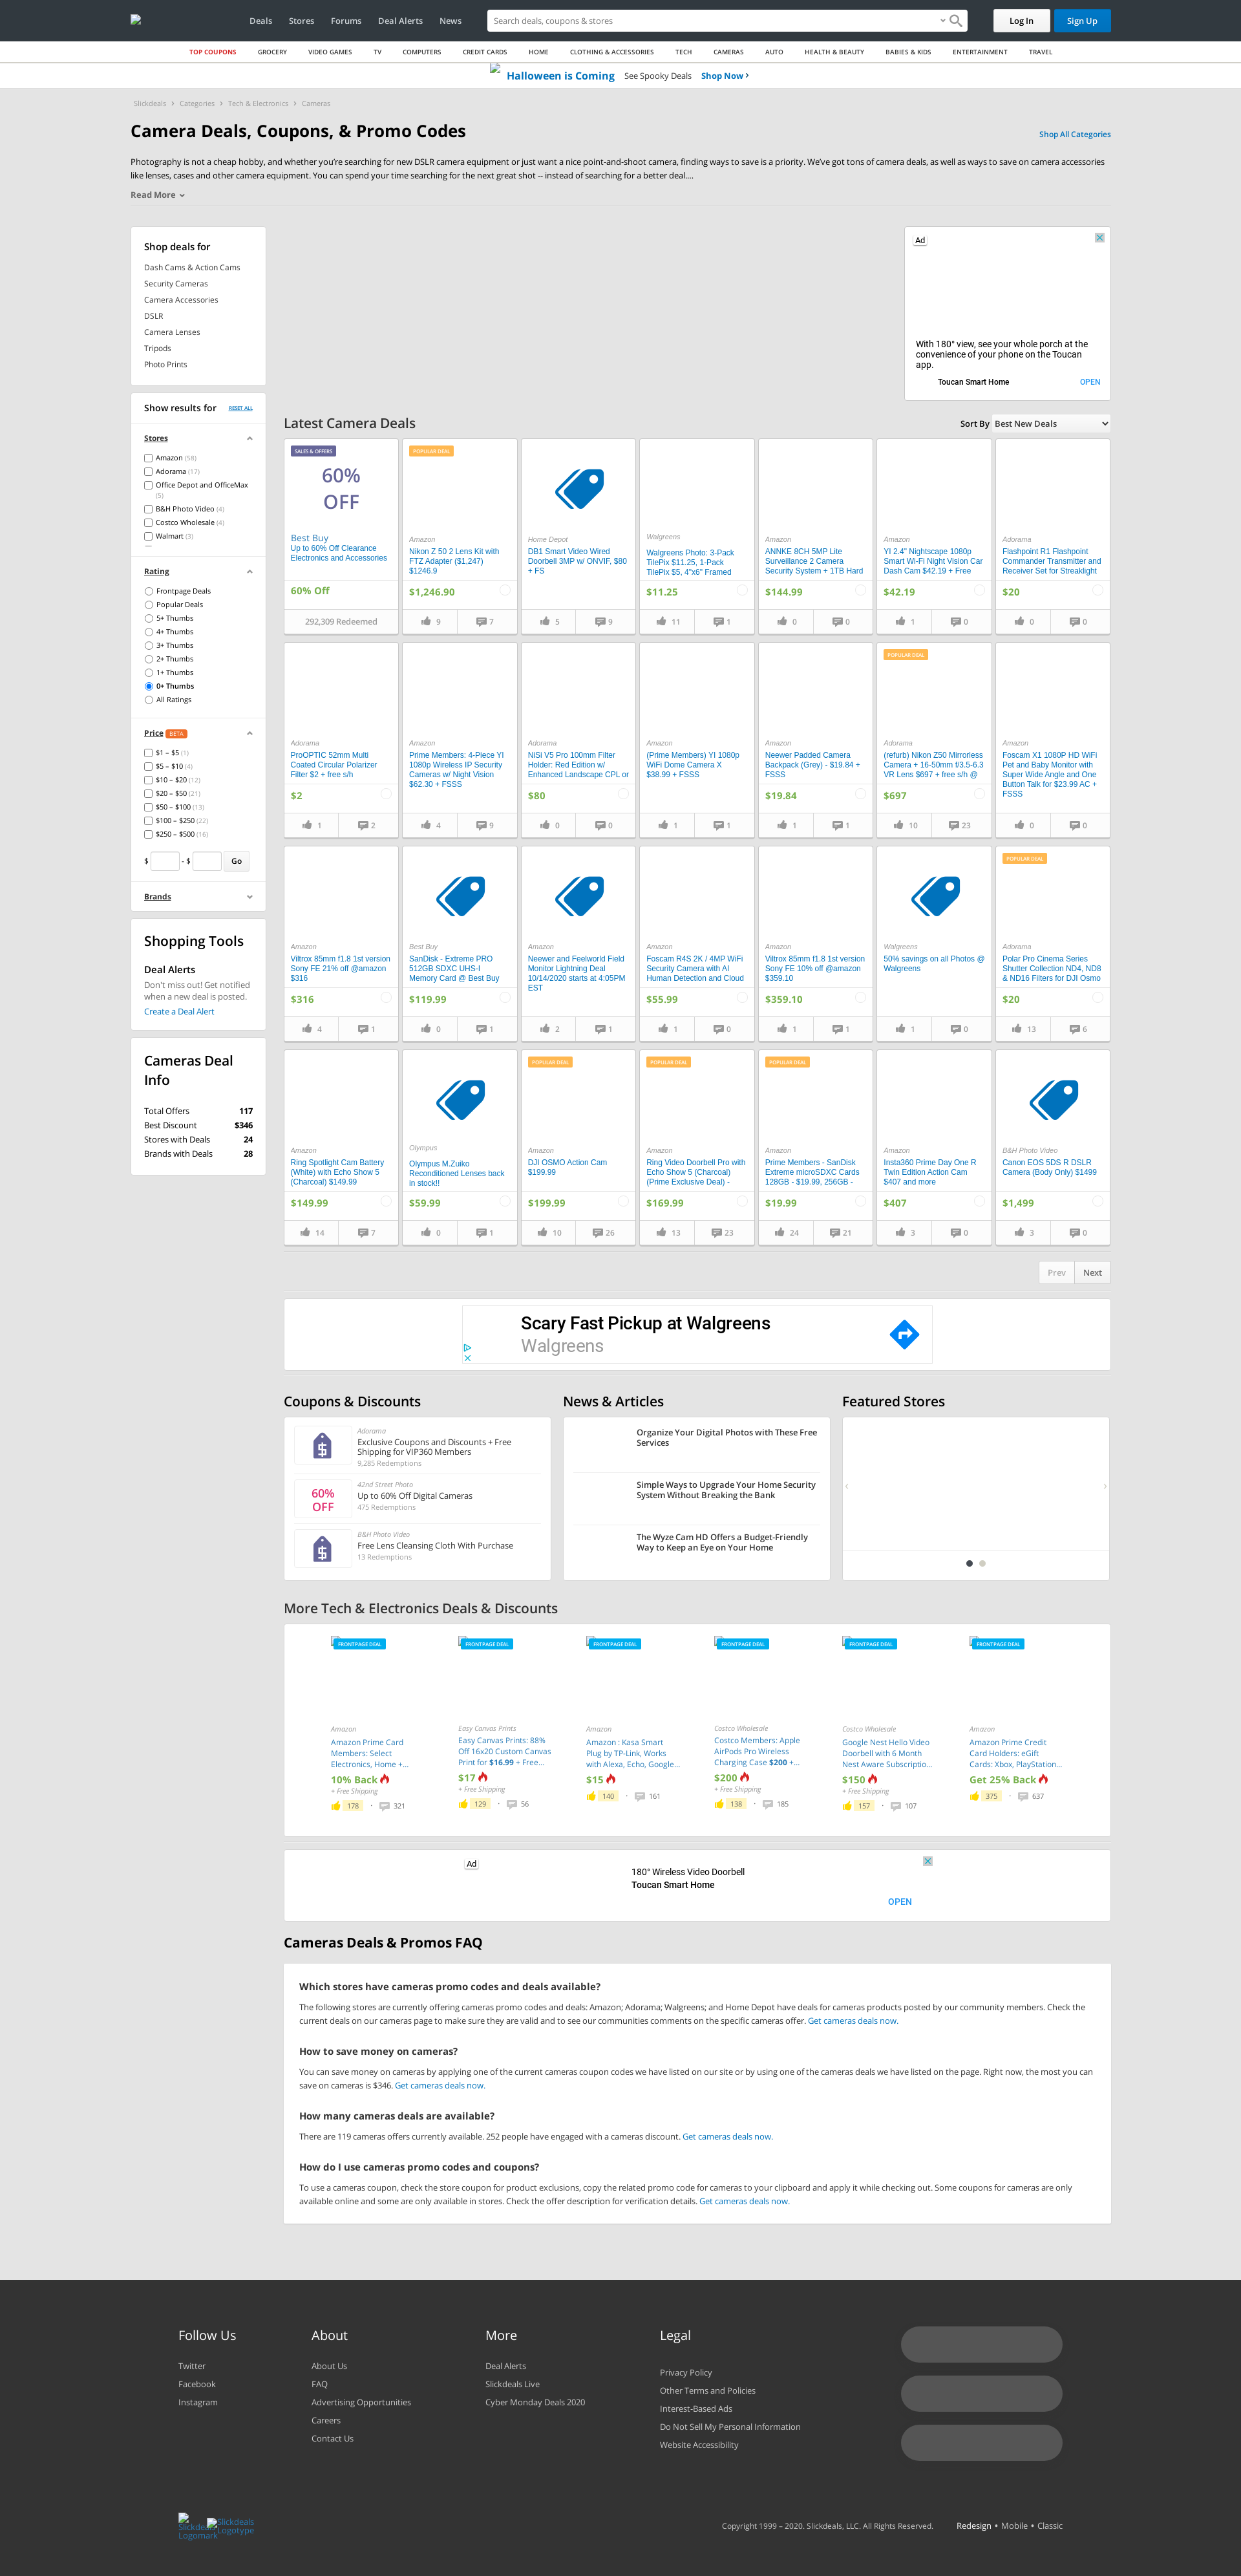 Deals Stores Forums Deal Alerts News
Search deals, coupons & stores
Log In Sign Up
TOP COUPONS GROCERY VIDEO GAMES TV COMPUTERS CREDIT CARDS HOME CLOTHING & ACCESSORIES TECH CAMERAS AUTO HEALTH & BEAUTY BABIES & KIDS ENTERTAINMENT TRAVEL
Halloween is Coming See Spooky Deals Shop Now
Slickdeals > Categories > Tech & Electronics > Cameras
Camera Deals, Coupons, & Promo Codes
Shop All Categories
Photography is not a cheap hobby, and whether you're searching for new DSLR camera equipment or just want a nice point-and-shoot camera, finding ways to save is a priority. We've got tons of camera deals, as well as ways to save on camera accessories
like lenses, cases and other camera equipment. You can spend your time searching for the next great shot -- instead of searching for a better deal....
Read More
Shop deals for
Dash Cams & Action Cams
Security Cameras
Camera Accessories
DSLR
Camera Lenses
Tripods
Photo Prints
Show results for RESET ALL
Stores
Amazon (58)
Adorama (17)
Office Depot and OfficeMax
(5)
B&H Photo Video (4)
Costco Wholesale (4)
Walmart (3)
Rating
Frontpage Deals
Popular Deals
5+ Thumbs
4+ Thumbs
3+ Thumbs
2+ Thumbs
1+ Thumbs
0+ Thumbs
All Ratings
Price BETA
$1 – $5 (1)
$5 – $10 (4)
$10 – $20 (12)
$20 – $50 (21)
$50 – $100 (13)
$100 – $250 (22)
$250 – $500 (16)
$ - $ Go
Brands
Shopping Tools
Deal Alerts
Don't miss out! Get notified
when a new deal is posted.
Create a Deal Alert
Cameras Deal
Info
Total Offers 117
Best Discount $346
Stores with Deals 24
Brands with Deals 28
Ad
With 180° view, see your whole porch at the
convenience of your phone on the Toucan
app.
Toucan Smart Home OPEN
Latest Camera Deals
Sort By Best New Deals
SALES & OFFERS
60%
OFF
Best Buy
Up to 60% Off Clearance
Electronics and Accessories
60% Off
292,309 Redeemed
POPULAR DEAL
Amazon
Nikon Z 50 2 Lens Kit with
FTZ Adapter ($1,247)
$1246.9
$1,246.90
9 7
Home Depot
DB1 Smart Video Wired
Doorbell 3MP w/ ONVIF, $80
+ FS
5 9
Walgreens
Walgreens Photo: 3-Pack
TilePix $11.25, 1-Pack
TilePix $5, 4"x6" Framed
$11.25
11 1
Amazon
ANNKE 8CH 5MP Lite
Surveillance 2 Camera
Security System + 1TB Hard
$144.99
0 0
Amazon
YI 2.4" Nightscape 1080p
Smart Wi-Fi Night Vision Car
Dash Cam $42.19 + Free
$42.19
1 0
Adorama
Flashpoint R1 Flashpoint
Commander Transmitter and
Receiver Set for Streaklight
$20
0 0
Adorama
ProOPTIC 52mm Multi
Coated Circular Polarizer
Filter $2 + free s/h
$2
1 2
Amazon
Prime Members: 4-Piece YI
1080p Wireless IP Security
Cameras w/ Night Vision
$62.30 + FSSS
4 9
Adorama
NiSi V5 Pro 100mm Filter
Holder: Red Edition w/
Enhanced Landscape CPL or
$80
0 0
Amazon
(Prime Members) YI 1080p
WiFi Dome Camera X
$38.99 + FSSS
1 1
Amazon
Neewer Padded Camera
Backpack (Grey) - $19.84 +
FSSS
$19.84
1 1
POPULAR DEAL
Adorama
(refurb) Nikon Z50 Mirrorless
Camera + 16-50mm f/3.5-6.3
VR Lens $697 + free s/h @
$697
10 23
Amazon
Foscam X1 1080P HD WiFi
Pet and Baby Monitor with
Super Wide Angle and One
Button Talk for $23.99 AC +
FSSS
0 0
Amazon
Viltrox 85mm f1.8 1st version
Sony FE 21% off @amazon
$316
$316
4 1
Best Buy
SanDisk - Extreme PRO
512GB SDXC UHS-I
Memory Card @ Best Buy
$119.99
0 1
Amazon
Neewer and Feelworld Field
Monitor Lightning Deal
10/14/2020 starts at 4:05PM
EST
2 1
Amazon
Foscam R4S 2K / 4MP WiFi
Security Camera with AI
Human Detection and Cloud
$55.99
1 0
Amazon
Viltrox 85mm f1.8 1st version
Sony FE 10% off @amazon
$359.10
$359.10
1 1
Walgreens
50% savings on all Photos @
Walgreens
1 0
POPULAR DEAL
Adorama
Polar Pro Cinema Series
Shutter Collection ND4, ND8
& ND16 Filters for DJI Osmo
$20
13 6
Amazon
Ring Spotlight Cam Battery
(White) with Echo Show 5
(Charcoal) $149.99
$149.99
14 7
Olympus
Olympus M.Zuiko
Reconditioned Lenses back
in stock!!
$59.99
0 1
POPULAR DEAL
Amazon
DJI OSMO Action Cam
$199.99
$199.99
10 26
POPULAR DEAL
Amazon
Ring Video Doorbell Pro with
Echo Show 5 (Charcoal)
(Prime Exclusive Deal) -
$169.99
13 23
POPULAR DEAL
Amazon
Prime Members - SanDisk
Extreme microSDXC Cards
128GB - $19.99, 256GB -
$19.99
24 21
Amazon
Insta360 Prime Day One R
Twin Edition Action Cam
$407 and more
$407
3 0
B&H Photo Video
Canon EOS 5DS R DSLR
Camera (Body Only) $1499
$1,499
3 0
Prev Next
Scary Fast Pickup at Walgreens
Walgreens
Coupons & Discounts
Adorama
Exclusive Coupons and Discounts + Free
Shipping for VIP360 Members
9,285 Redemptions
60%
OFF
42nd Street Photo
Up to 60% Off Digital Cameras
475 Redemptions
B&H Photo Video
Free Lens Cleansing Cloth With Purchase
13 Redemptions
News & Articles
Organize Your Digital Photos with These Free
Services
Simple Ways to Upgrade Your Home Security
System Without Breaking the Bank
The Wyze Cam HD Offers a Budget-Friendly
Way to Keep an Eye on Your Home
Featured Stores
More Tech & Electronics Deals & Discounts
FRONTPAGE DEAL
Amazon
Amazon Prime Card
Members: Select
Electronics, Home +...
10% Back
+ Free Shipping
178 · 321
FRONTPAGE DEAL
Easy Canvas Prints
Easy Canvas Prints: 88%
Off 16x20 Custom Canvas
Print for $16.99 + Free...
$17
+ Free Shipping
129 · 56
FRONTPAGE DEAL
Amazon
Amazon : Kasa Smart
Plug by TP-Link, Works
with Alexa, Echo, Google...
$15
140 · 161
FRONTPAGE DEAL
Costco Wholesale
Costco Members: Apple
AirPods Pro Wireless
Charging Case $200 +...
$200
+ Free Shipping
138 · 185
FRONTPAGE DEAL
Costco Wholesale
Google Nest Hello Video
Doorbell with 6 Month
Nest Aware Subscriptio...
$150
+ Free Shipping
157 · 107
FRONTPAGE DEAL
Amazon
Amazon Prime Credit
Card Holders: eGift
Cards: Xbox, PlayStation...
Get 25% Back
375 · 637
Ad
180° Wireless Video Doorbell
Toucan Smart Home
OPEN
Cameras Deals & Promos FAQ
Which stores have cameras promo codes and deals available?
The following stores are currently offering cameras promo codes and deals: Amazon; Adorama; Walgreens; and Home Depot have deals for cameras products posted by our community members. Check the
current deals on our cameras page to make sure they are valid and to see our communities comments on the specific cameras offer. Get cameras deals now.
How to save money on cameras?
You can save money on cameras by applying one of the current cameras coupon codes we have listed on our site or by using one of the cameras deals we have listed on the page. Right now, the most you can
save on cameras is $346. Get cameras deals now.
How many cameras deals are available?
There are 119 cameras offers currently available. 252 people have engaged with a cameras discount. Get cameras deals now.
How do I use cameras promo codes and coupons?
To use a cameras coupon, check the store coupon for product exclusions, copy the related promo code for cameras to your clipboard and apply it while checking out. Some coupons for cameras are only
available online and some are only available in stores. Check the offer description for verification details. Get cameras deals now.
Follow Us
Twitter
Facebook
Instagram
About
About Us
FAQ
Advertising Opportunities
Careers
Contact Us
More
Deal Alerts
Slickdeals Live
Cyber Monday Deals 2020
Legal
Privacy Policy
Other Terms and Policies
Interest-Based Ads
Do Not Sell My Personal Information
Website Accessibility
Slickdeals
Logomark
Slickdeals
Logotype
Copyright 1999 – 2020. Slickdeals, LLC. All Rights Reserved. Redesign • Mobile • Classic